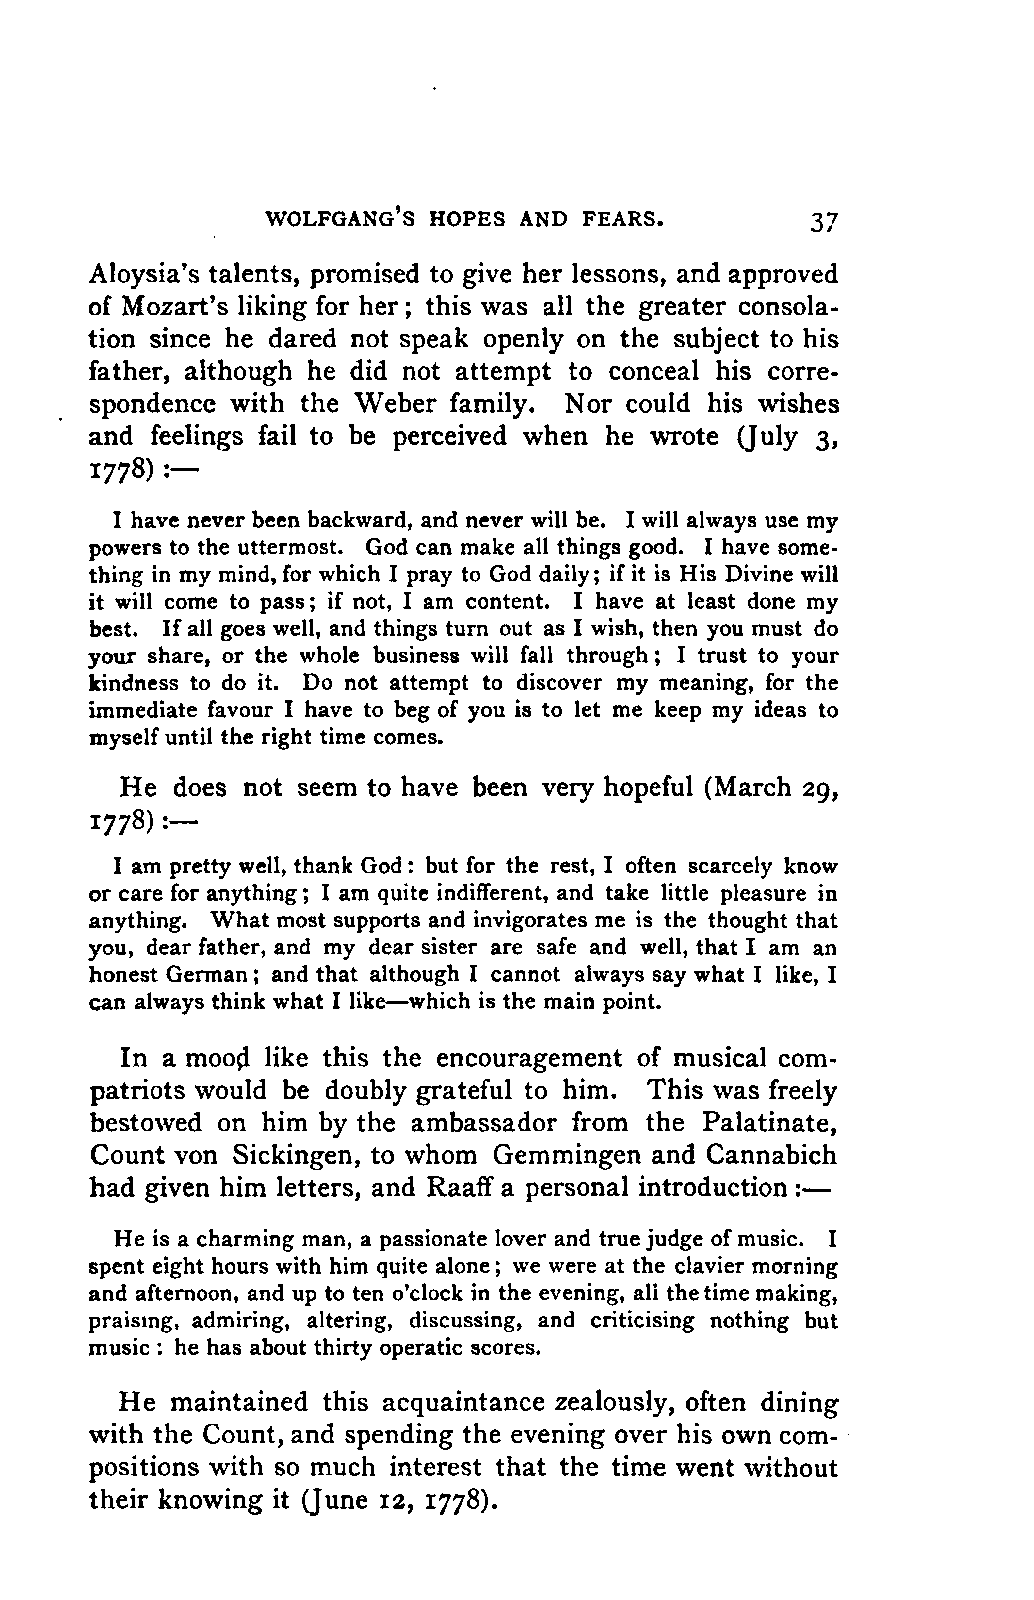 WOLFGANG'S HOPES AND FEARS. 37
Aloysia's talents, promised to give her lessons, and approved
of Mozart's liking for her; this was all the greater consola-
tion since he dared not speak openly on the subject to his
father, although he did not attempt to conceal his corre-
spondence with the Weber family. Nor could his wishes
and feelings fail to be perceived when he wrote (July 3,
1778) :—
I have never been backward, and never will be. I will always use my
powers to the uttermost. God can make all things good. I have some-
thing in my mind, for which I pray to God daily; if it is His Divine will
it will come to pass; if not, I am content. I have at least done my
best. If all goes well, and things turn out as I wish, then you must do
your share, or the whole business will fall through; I trust to your
kindness to do it. Do not attempt to discover my meaning, for the
immediate favour I have to beg of you is to let me keep my ideas to
myself until the right time comes.
He does not seem to have been very hopeful (March 29,
1778) :—
I am pretty well, thank God: but for the rest, I often scarcely know
or care for anything; I am quite indifferent, and take little pleasure in
anything. What most supports and invigorates me is the thought that
you, dear father, and my dear sister are safe and well, that I am an
honest German; and that although I cannot always say what I like, I
can always think what I like—which is the main point.
In a mood like this the encouragement of musical com-
patriots would be doubly grateful to him. This was freely
bestowed on him by the ambassador from the Palatinate,
Count von Sickingen, to whom Gemmingen and Cannabich
had given him letters, and Raaff a personal introduction :—
He is a charming man, a passionate lover and true judge of music. I
spent eight hours with him quite alone; we were at the clavier morning
and afternoon, and up to ten o'clock in the evening, all the time making,
praising, admiring, altering, discussing, and criticising nothing but
music: he has about thirty operatic scores.
He maintained this acquaintance zealously, often dining
with the Count, and spending the evening over his own com-
positions with so much interest that the time went without
their knowing it (June 12, 1778).